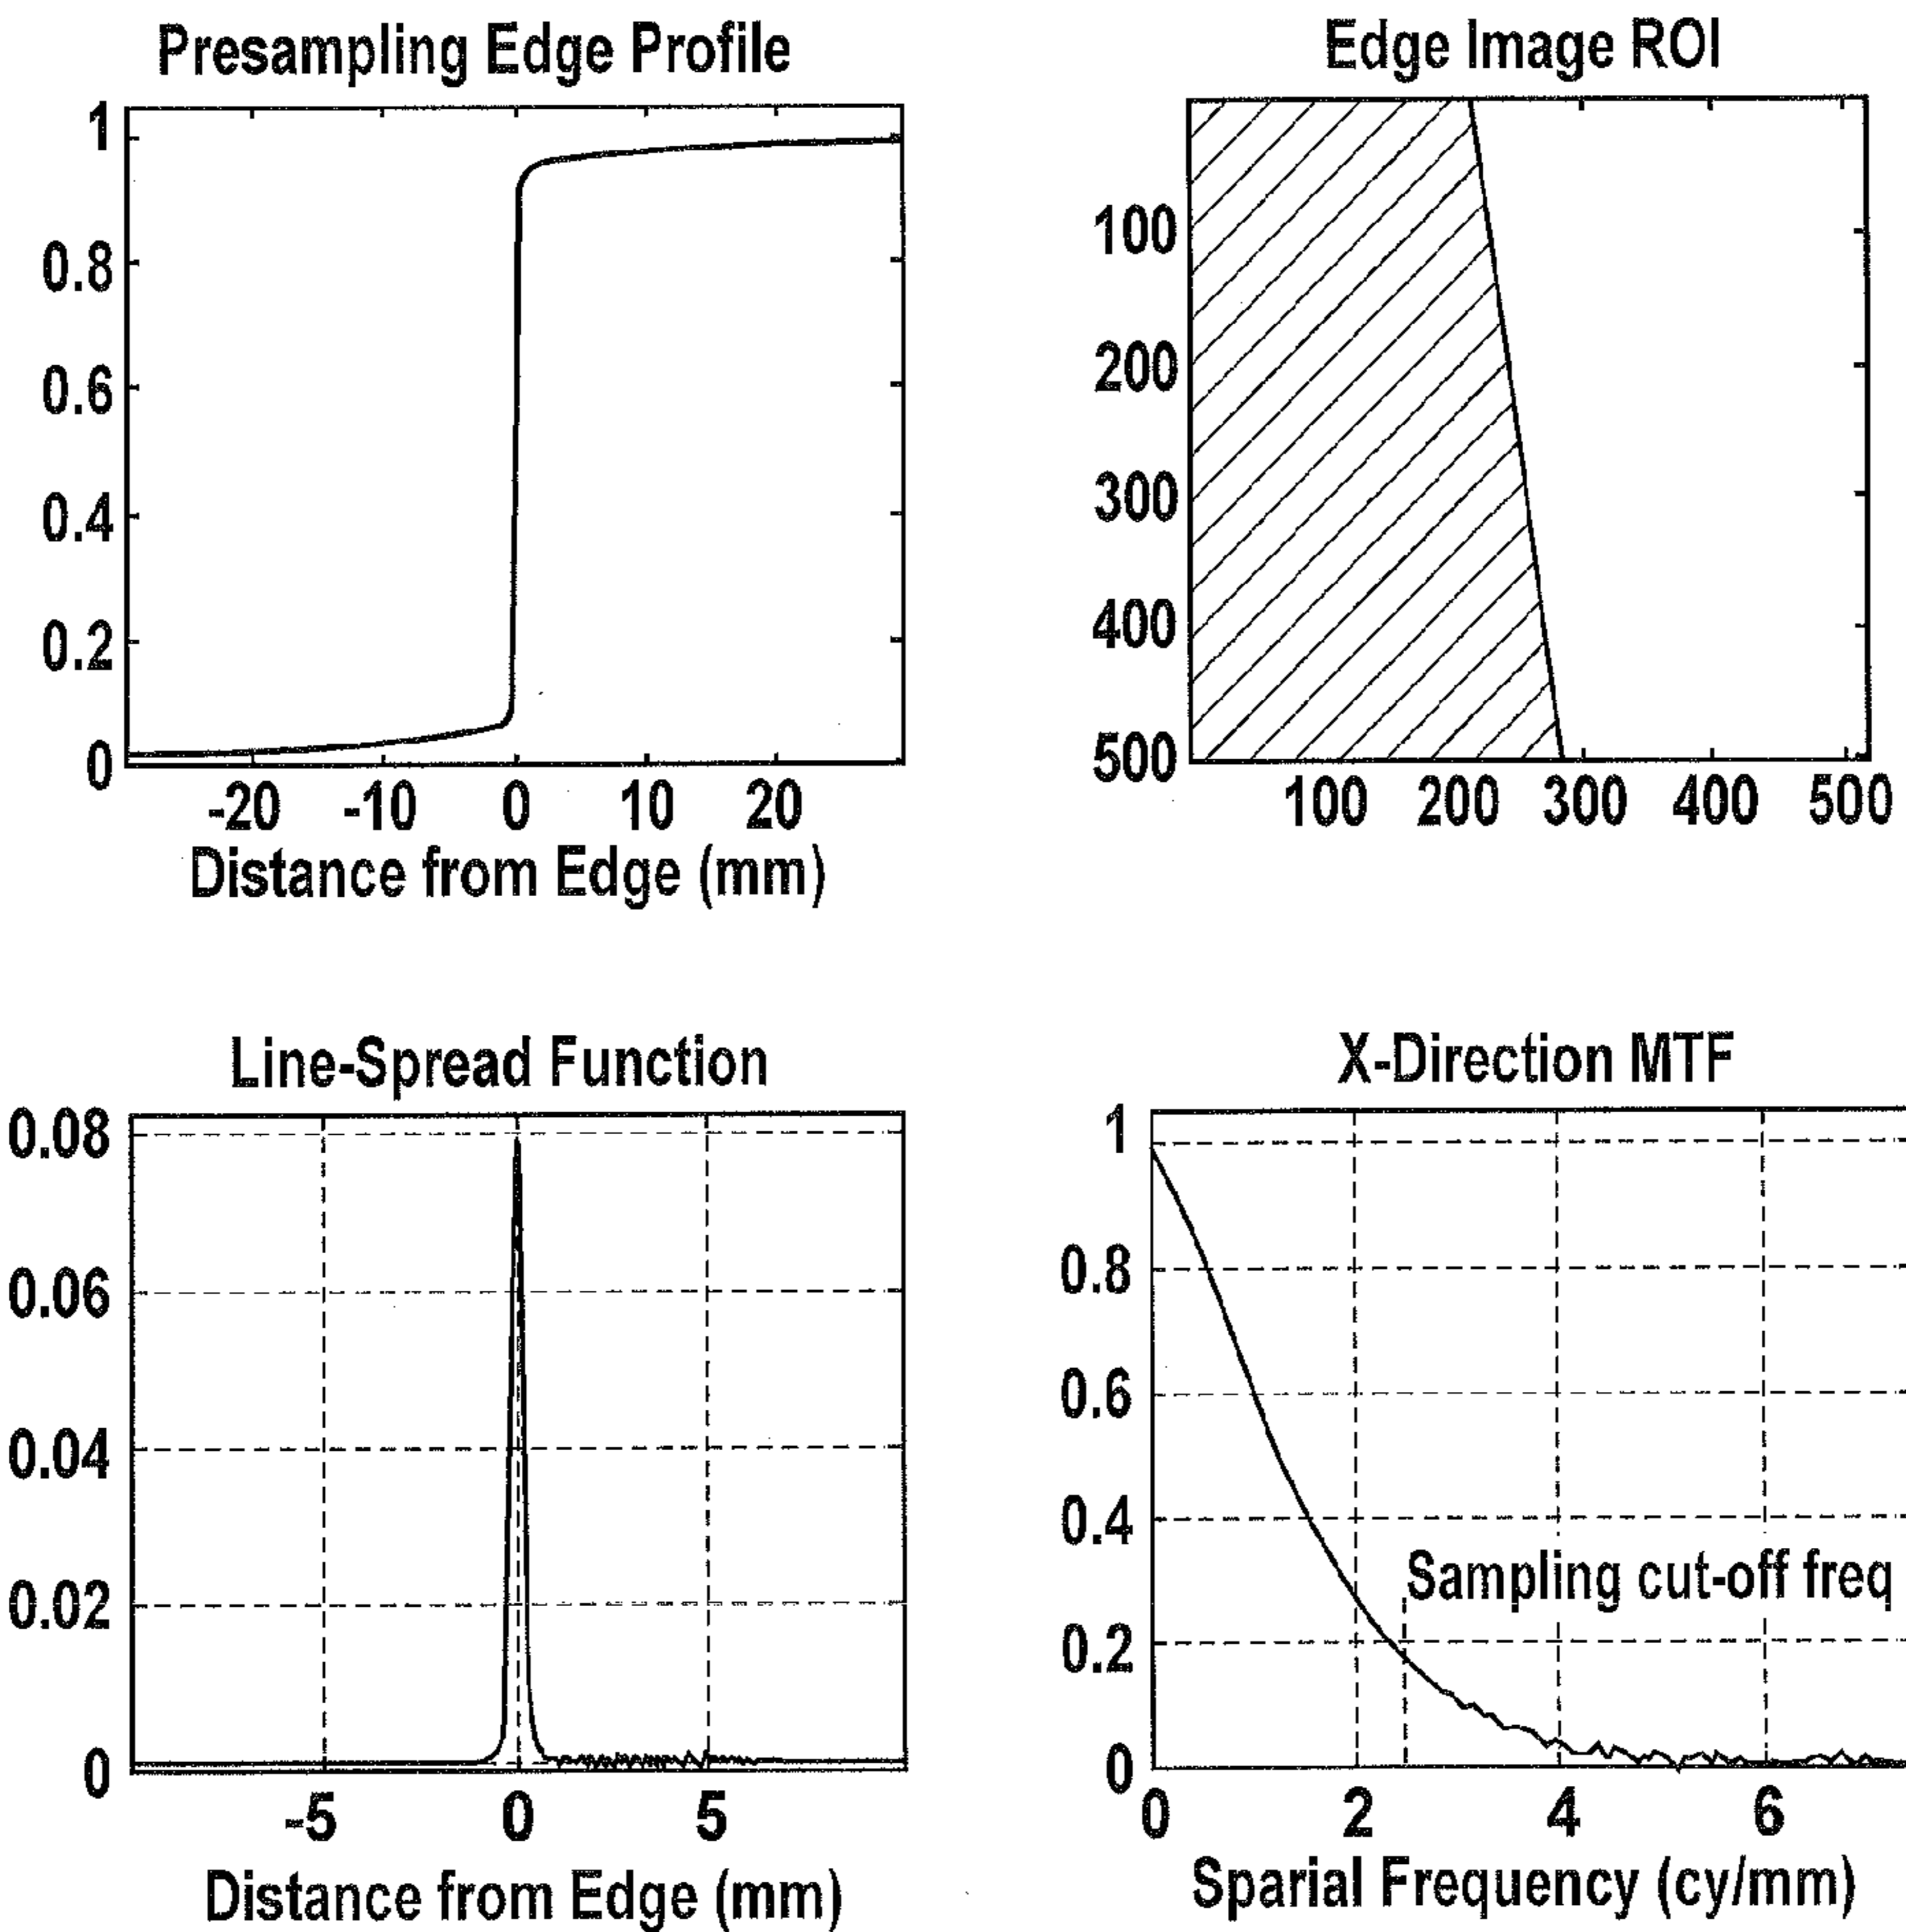 Presampling Edge Profile
1
0.8
0.6
0.4
0.2
0
-20 -10 0 10 20
Distance from Edge (mm)
Edge Image ROI
100
200
300
400
500
100 200 300 400 500
Line-Spread Function
0.08
0.06
0.04
0.02
0
-5 0 5
Distance from Edge (mm)
X-Direction MTF
1
0.8
0.6
0.4
Sampling cut-off freq
0.2
0
0 2 4 6
Sparial Frequency (cy/mm)